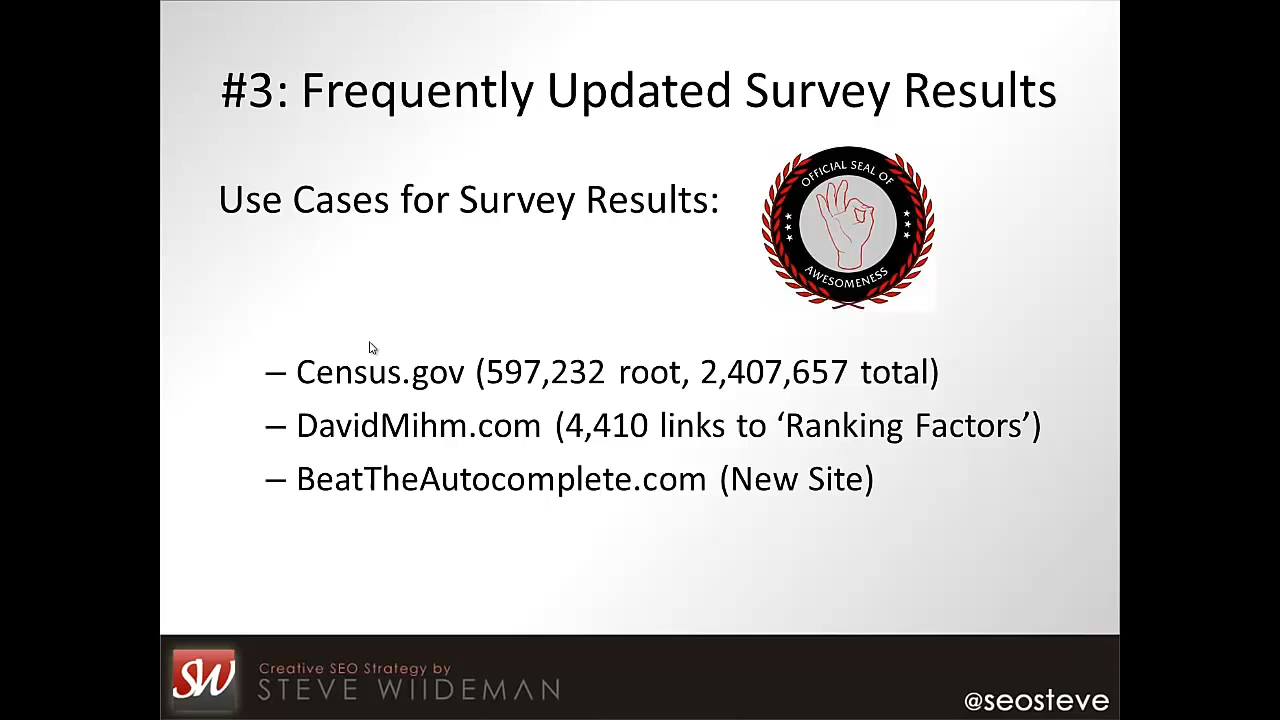 #3: Frequently Updated Survey Results
Use Cases for Survey Results:
OFFICIAL SEAL OF
AWESOMENESS
– Census.gov (597,232 root, 2,407,657 total)
– DavidMihm.com (4,410 links to ‘Ranking Factors’)
– BeatTheAutocomplete.com (New Site)
SW
Creative SEO Strategy by
STEVE WIIDEMAN
@seosteve